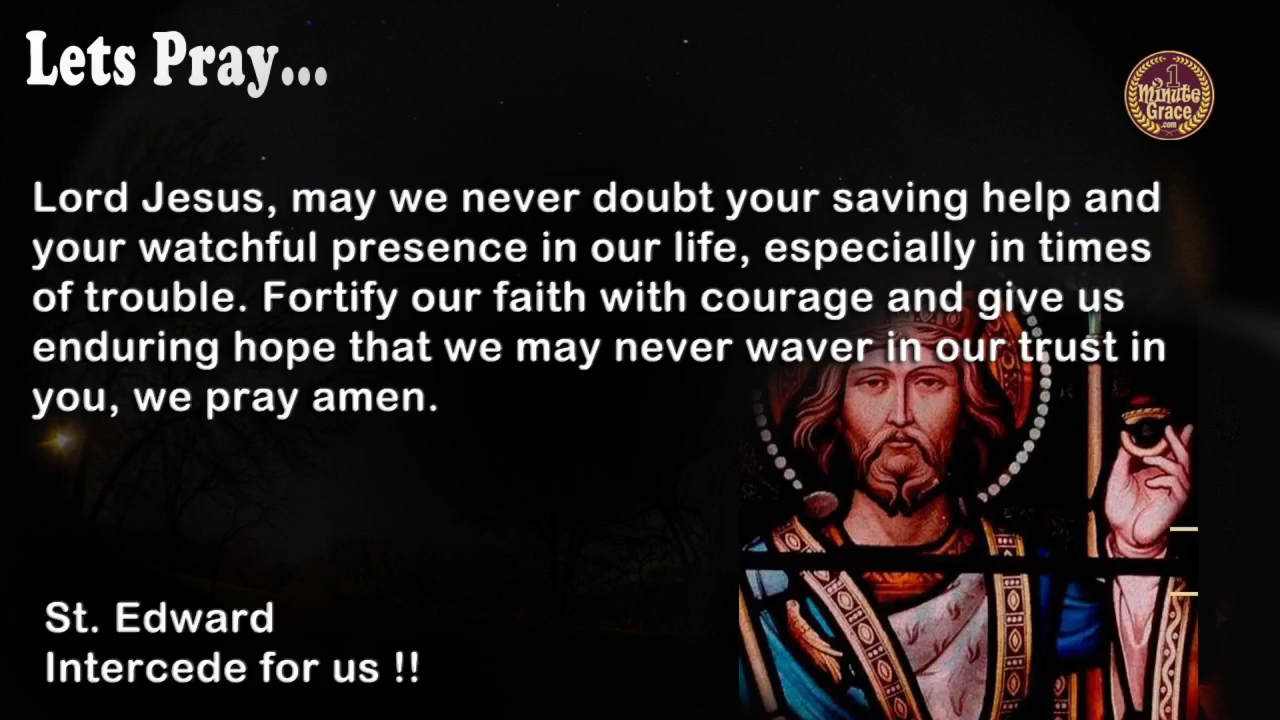 Lets Pray...
1
Minute
Grace
.com
Lord Jesus, may we never doubt your saving help and
your watchful presence in our life, especially in times
of trouble. Fortify our faith with courage and give us
enduring hope that we may never waver in our trust in
you, we pray amen.
St. Edward
Intercede for us !!